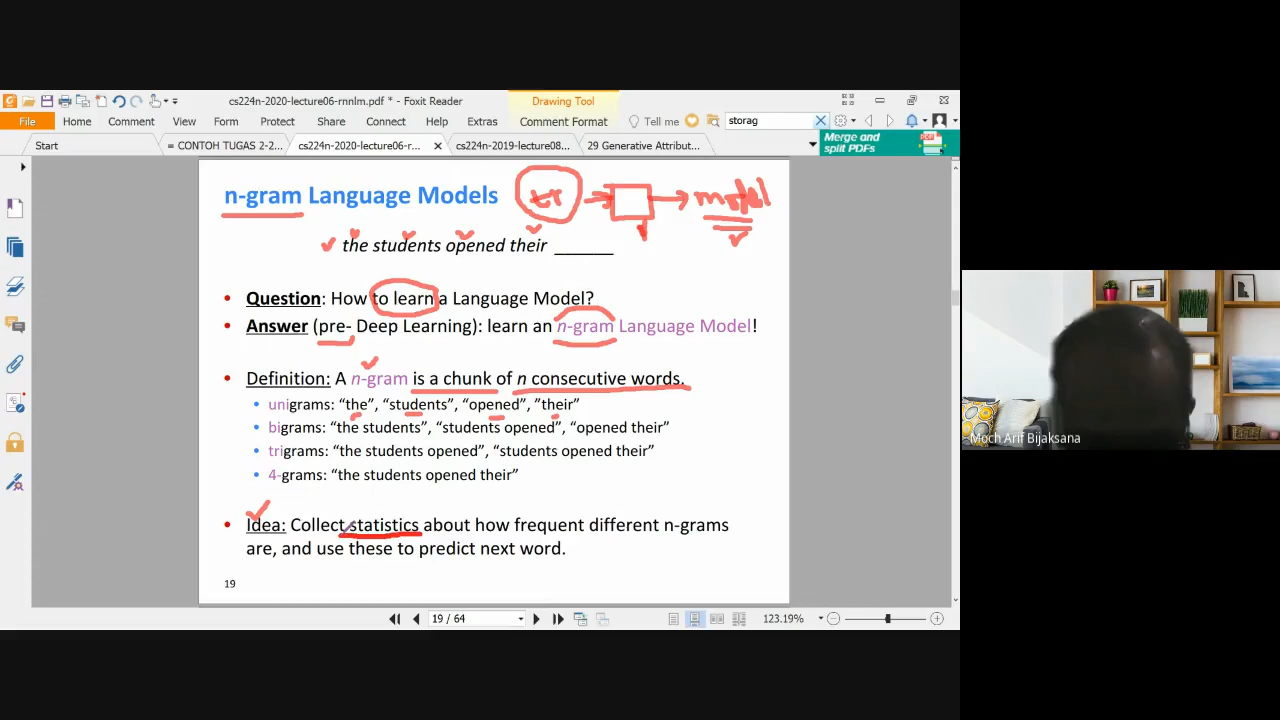 cs224n-2020-lecture06-rnnlm.pdf * - Foxit Reader
Drawing Tool
File Home Comment View Form Protect Share Connect Help Extras Comment Format Tell me storag
Start = CONTOH TUGAS 2-2... cs224n-2020-lecture06-r... cs224n-2019-lecture08... 29 Generative Attribut...
Merge and
split PDFs
n-gram Language Models tr model
the students opened their ______
• Question: How to learn a Language Model?
• Answer (pre- Deep Learning): learn an n-gram Language Model!
• Definition: A n-gram is a chunk of n consecutive words.
• unigrams: “the”, “students”, “opened”, ”their”
• bigrams: “the students”, “students opened”, “opened their”
• trigrams: “the students opened”, “students opened their”
• 4-grams: “the students opened their”
• Idea: Collect statistics about how frequent different n-grams
are, and use these to predict next word.
19
19 / 64 123.19%
Moch Arif Bijaksana